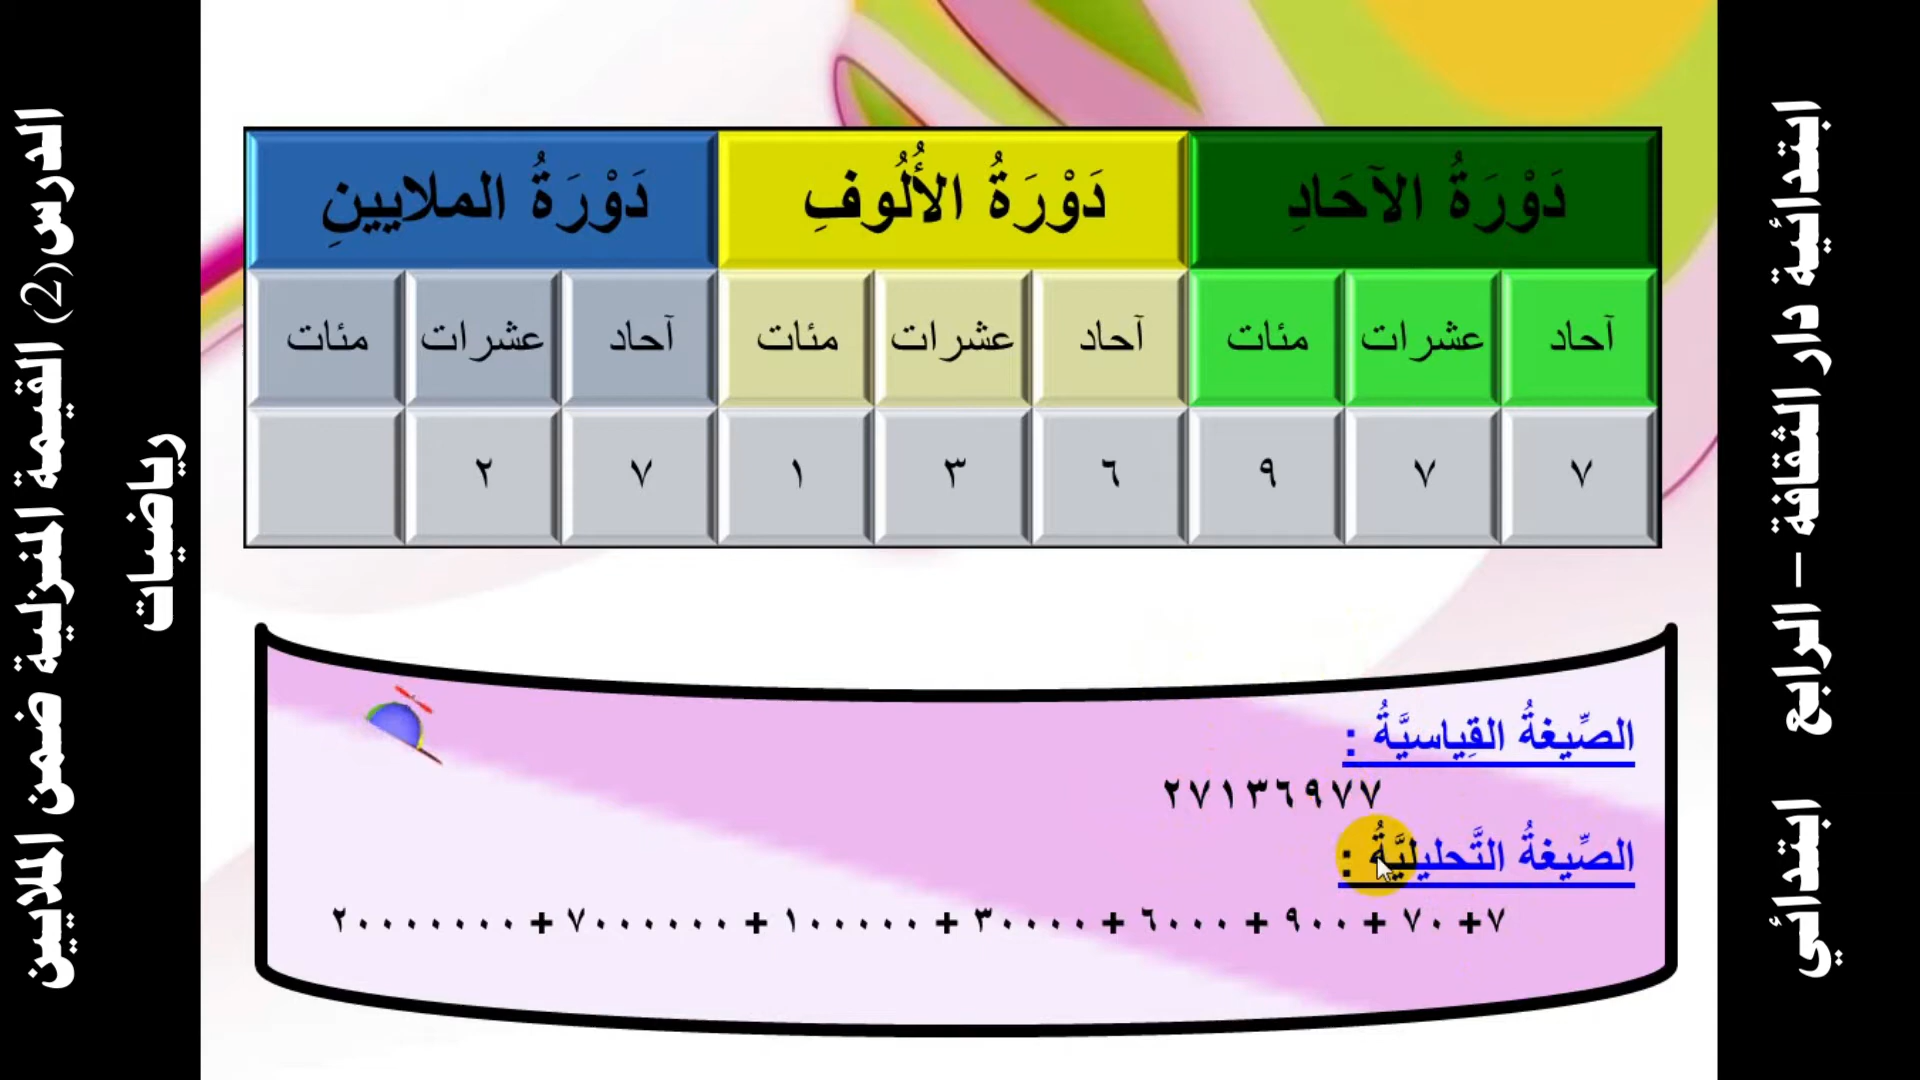 ابتدائية دار الثقافة – الرابع ابتدائي
دَوْرَةُ الآحَادِ دَوْرَةُ الأُلُوفِ دَوْرَةُ الملايينِ
آحاد عشرات مئات آحاد عشرات مئات آحاد عشرات مئات
٧ ٧ ٩ ٦ ٣ ١ ٧ ٢
الصِّيغةُ القِياسيَّةُ :
٢٧١٣٦٩٧٧
الصِّيغةُ التَّحليليَّةُ :
٢٠٠٠٠٠٠٠ + ٧٠٠٠٠٠٠ + ١٠٠٠٠٠ + ٣٠٠٠٠ + ٦٠٠٠ + ٩٠٠ + ٧٠ + ٧
الدرس(2) القيمة المنزلية ضمن الملايين
رياضيات